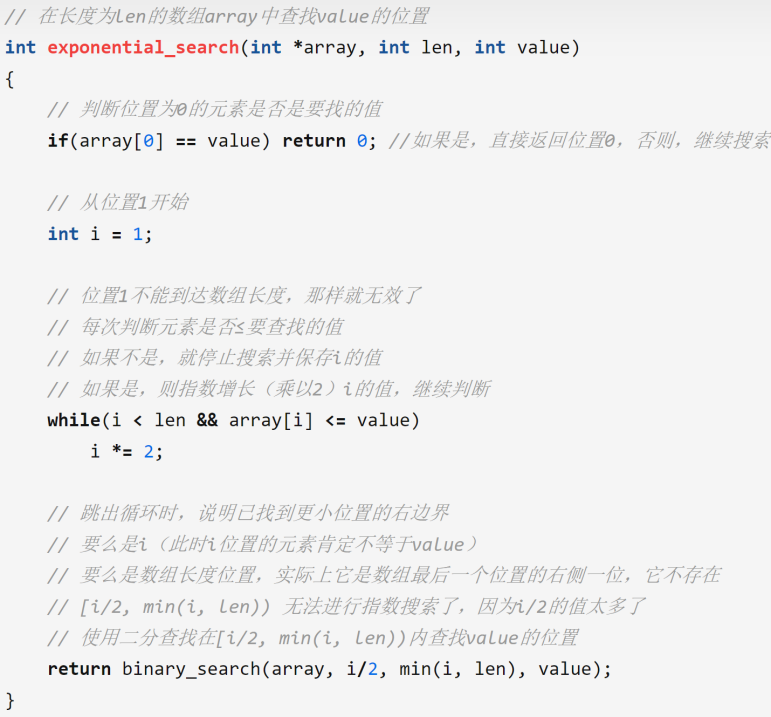 // 在长度为len的数组array中查找value的位置
int exponential_search(int *array, int len, int value)
{
// 判断位置为0的元素是否是要找的值
if(array[0] == value) return 0; //如果是，直接返回位置0，否则，继续搜索
// 从位置1开始
int i = 1;
// 位置1不能到达数组长度，那样就无效了
// 每次判断元素是否≤要查找的值
// 如果不是，就停止搜索并保存i的值
// 如果是，则指数增长（乘以2）i的值，继续判断
while(i < len && array[i] <= value)
i *= 2;
// 跳出循环时，说明已找到更小位置的右边界
// 要么是i（此时i位置的元素肯定不等于value）
// 要么是数组长度位置，实际上它是数组最后一个位置的右侧一位，它不存在
// [i/2, min(i, len)) 无法进行指数搜索了，因为i/2的值太多了
// 使用二分查找在[i/2, min(i, len))内查找value的位置
return binary_search(array, i/2, min(i, len), value);
}